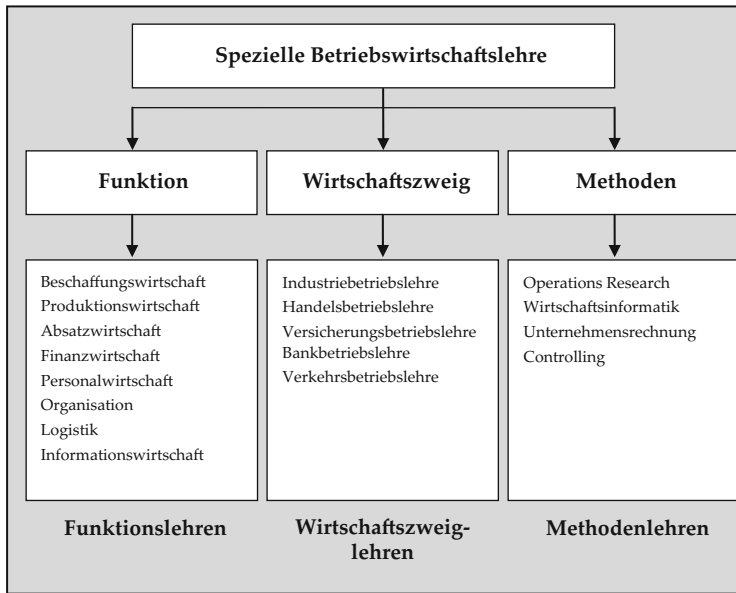 Spezielle Betriebswirtschaftslehre
Funktion
Wirtschaftszweig
Methoden
Beschaffungswirtschaft
Produktionswirtschaft
Absatzwirtschaft
Finanzwirtschaft
Personalwirtschaft
Organisation
Logistik
Informationswirtschaft
Industriebetriebslehre
Handelsbetriebslehre
Versicherungsbetriebslehre
Bankbetriebslehre
Verkehrsbetriebslehre
Operations Research
Wirtschaftsinformatik
Unternehmensrechnung
Controlling
Funktionslehren
Wirtschaftszweig-
lehren
Methodenlehren